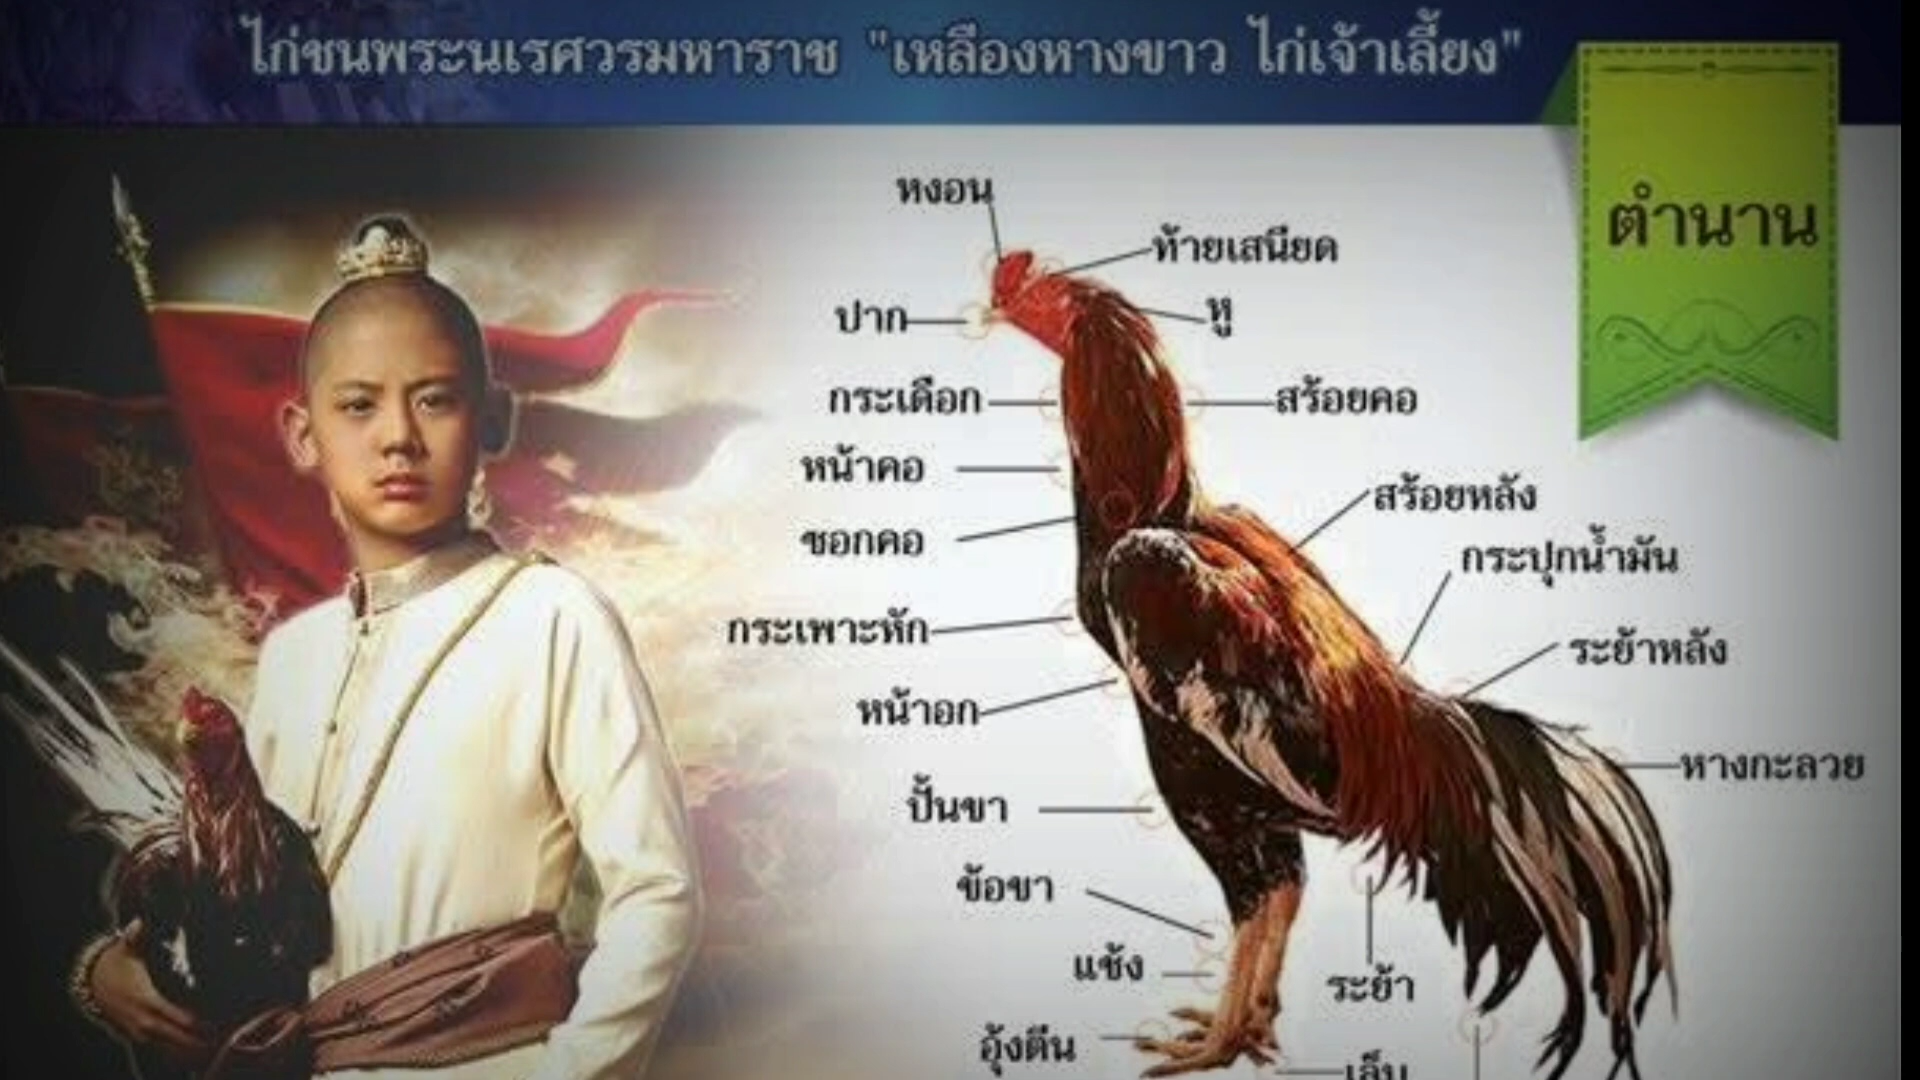 ไก่ชนพระนเรศวรมหาราช "เหลืองหางขาว ไก่เจ้าเลี้ยง"
ตำนาน
หงอน
ท้ายเสนียด
ปาก
หู
กระเดือก
สร้อยคอ
หน้าคอ
สร้อยหลัง
ซอกคอ
กระปุกน้ำมัน
กระเพาะหัก
ระย้าหลัง
หน้าอก
หางกะลวย
ปั้นขา
ข้อขา
แข้ง
ระย้า
อุ้งตีน
เล็บ